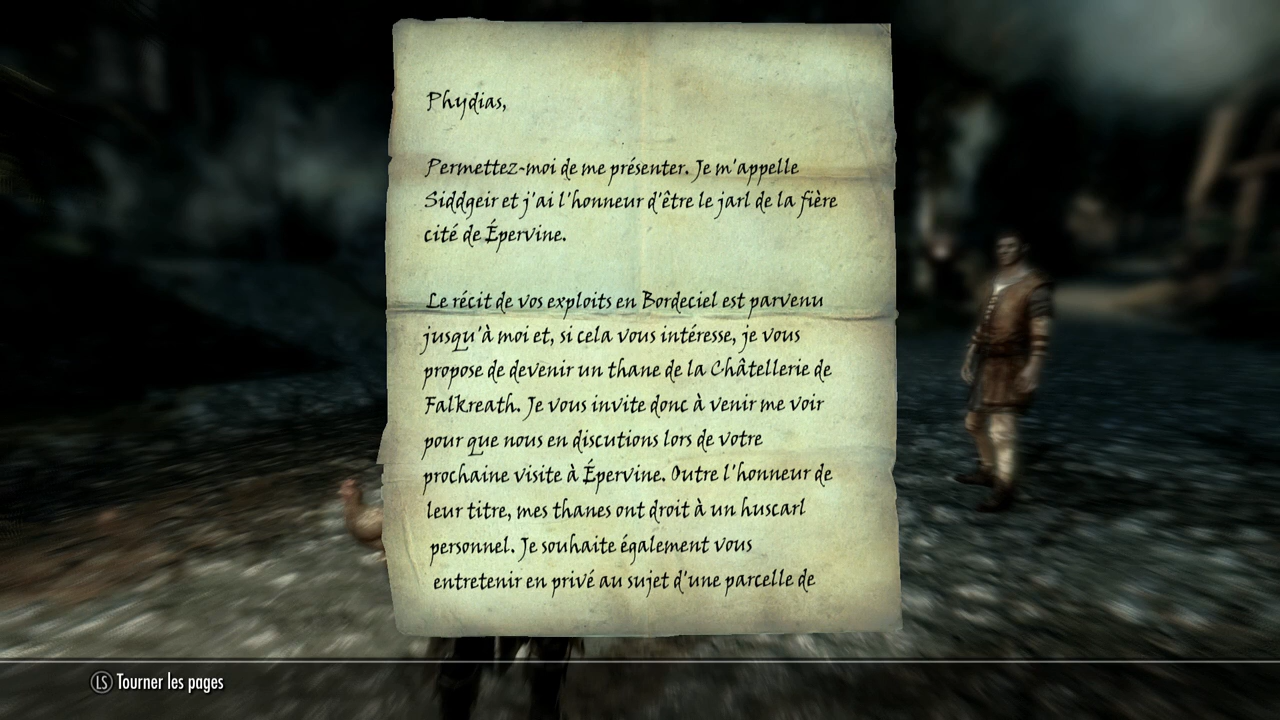 Phydias,
Permettez-moi de me présenter. Je m'appelle
Siddgeir et j'ai l'honneur d'être le jarl de la fière
cité de Épervine.
Le récit de vos exploits en Bordeciel est parvenu
jusqu'à moi et, si cela vous intéresse, je vous
propose de devenir un thane de la Châtellerie de
Falkreath. Je vous invite donc à venir me voir
pour que nous en discutions lors de votre
prochaine visite à Épervine. Outre l'honneur de
leur titre, mes thanes ont droit à un huscarl
personnel. Je souhaite également vous
entretenir en privé au sujet d'une parcelle de
LS Tourner les pages